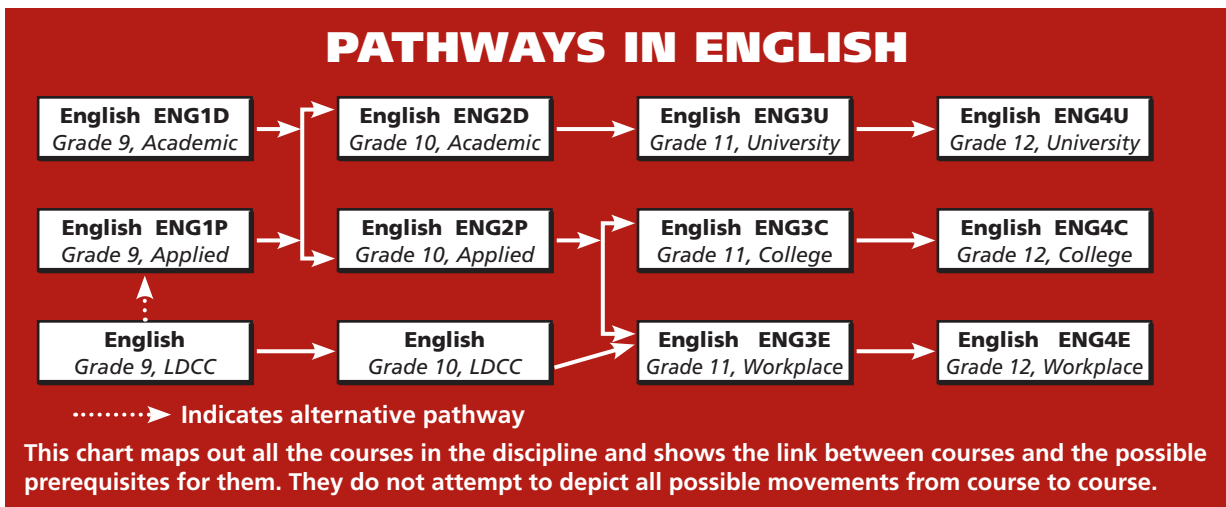 PATHWAYS IN ENGLISH
English ENG1D
Grade 9, Academic
English ENG2D
Grade 10, Academic
English ENG3U
Grade 11, University
English ENG4U
Grade 12, University
English ENG1P
Grade 9, Applied
English ENG2P
Grade 10, Applied
English ENG3C
Grade 11, College
English ENG4C
Grade 12, College
English
Grade 9, LDCC
English
Grade 10, LDCC
English ENG3E
Grade 11, Workplace
English ENG4E
Grade 12, Workplace
Indicates alternative pathway
This chart maps out all the courses in the discipline and shows the link between courses and the possible
prerequisites for them. They do not attempt to depict all possible movements from course to course.